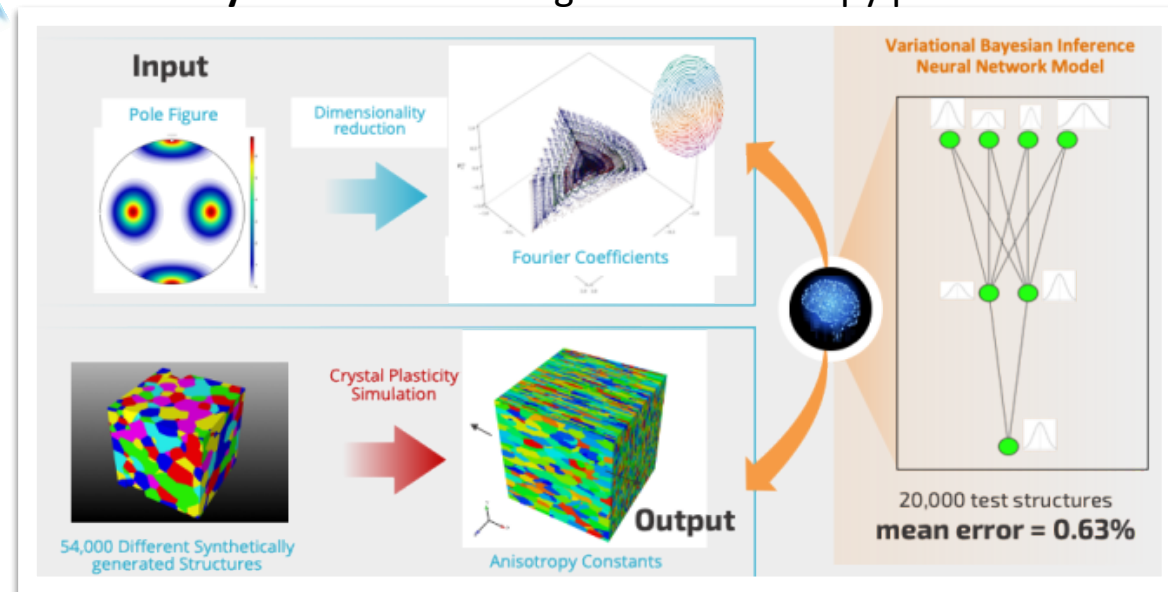 Input
Pole Figure
Dimensionality
reduction
Fourier Coefficients
Crystal Plasticity
Simulation
Output
54,000 Different Synthetically
generated Structures
Anisotropy Constants
Variational Bayesian Inference
Neural Network Model
20,000 test structures
mean error = 0.63%